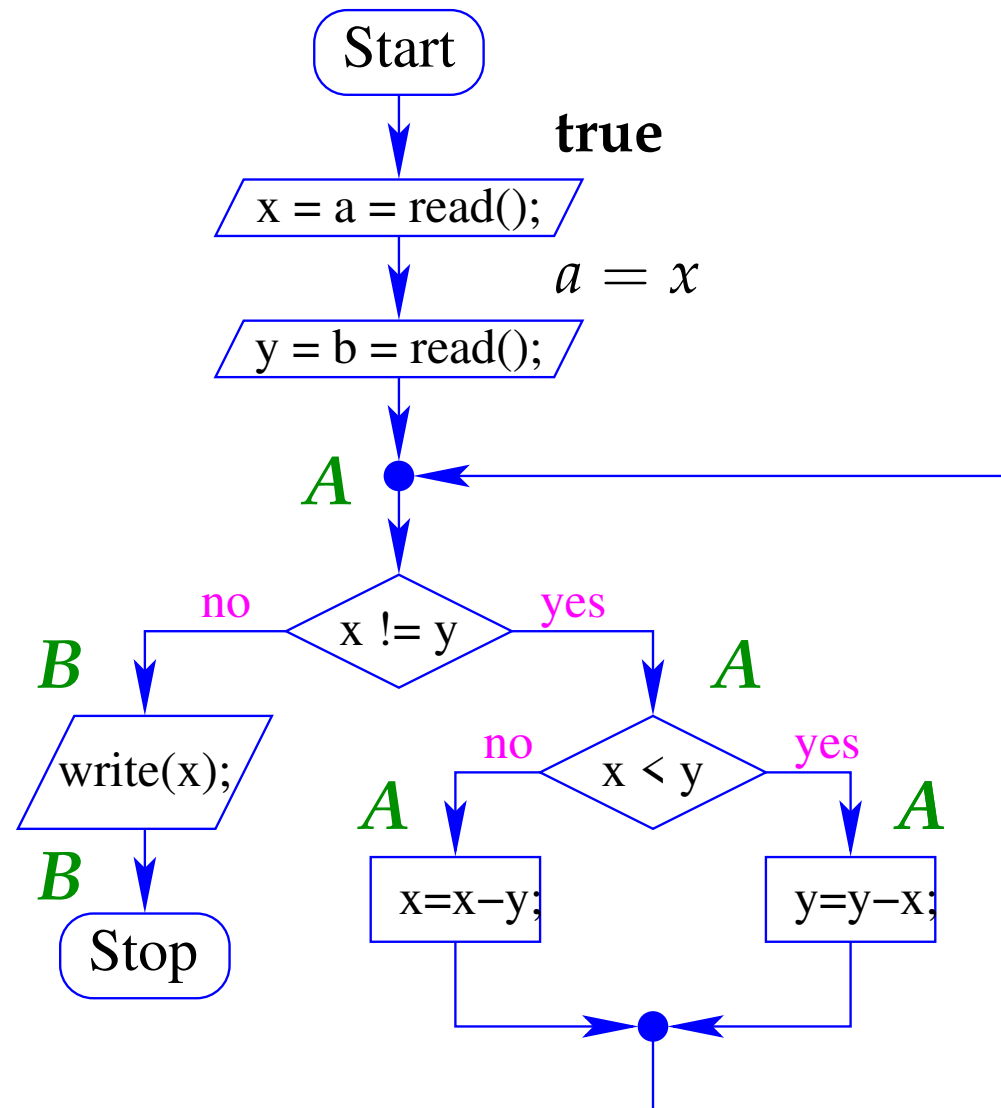 Start
true
x = a = read();
a = x
y = b = read();
A
no
x != y
yes
B
A
write(x);
no
x < y
yes
A
A
B
x=x−y;
y=y−x;
Stop